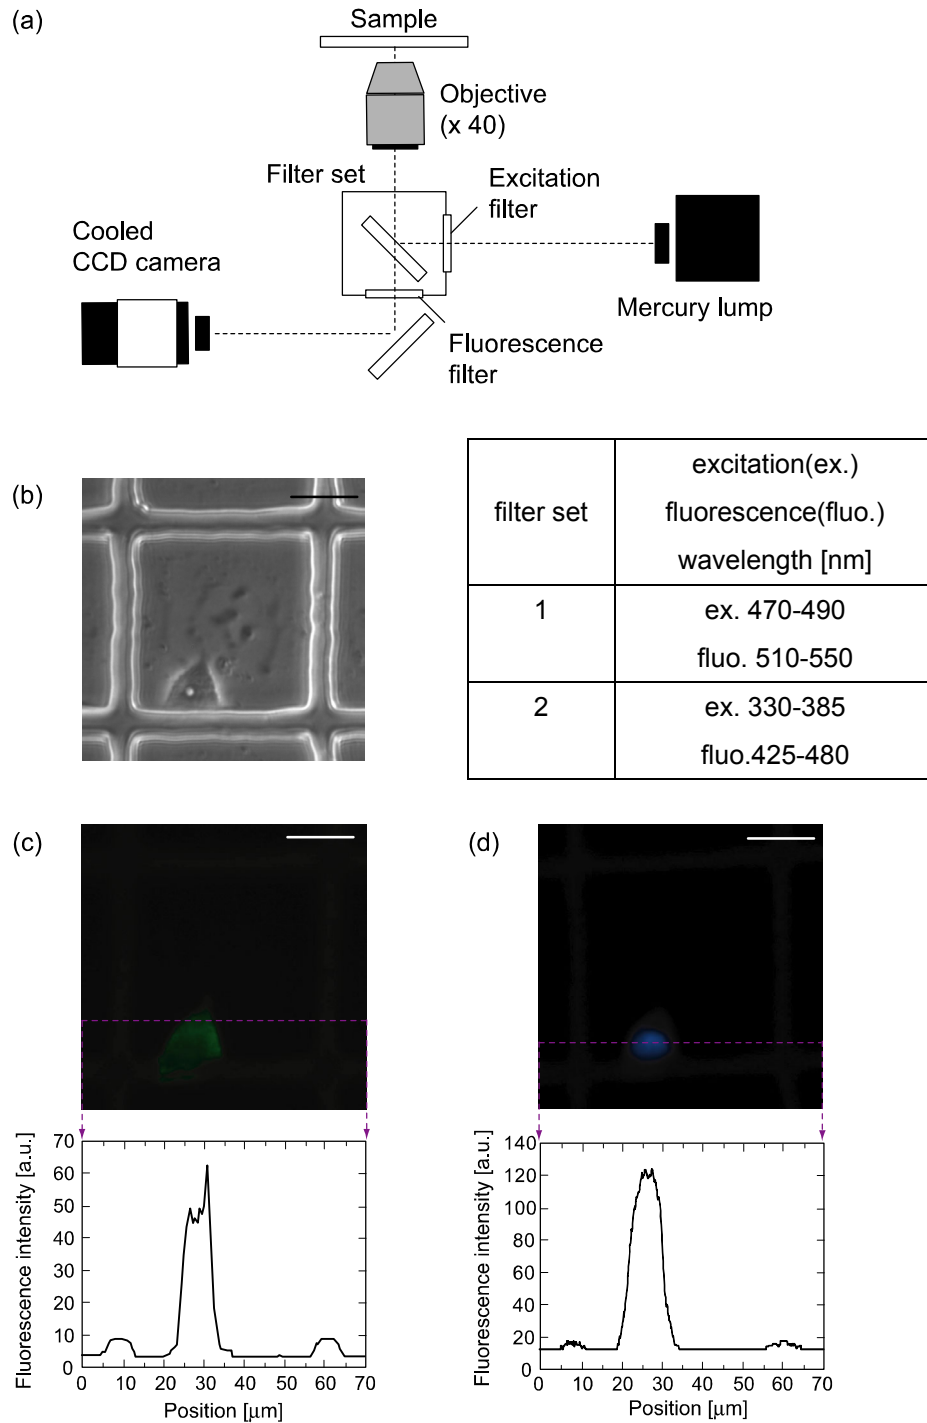 (a)
Sample
Objective
(x 40)
Filter set
Excitation
filter
Cooled
CCD camera
Mercury lump
Fluorescence
filter
(b)
filter set
excitation(ex.)
fluorescence(fluo.)
wavelength [nm]
1
ex. 470-490
fluo. 510-550
2
ex. 330-385
fluo.425-480
(c)
Fluorescence intensity [a.u.]
70
60
50
40
30
20
10
0
0 10 20 30 40 50 60 70
Position [μm]
(d)
Fluorescence intensity [a.u.]
140
120
100
80
60
40
20
0
0 10 20 30 40 50 60 70
Position [μm]